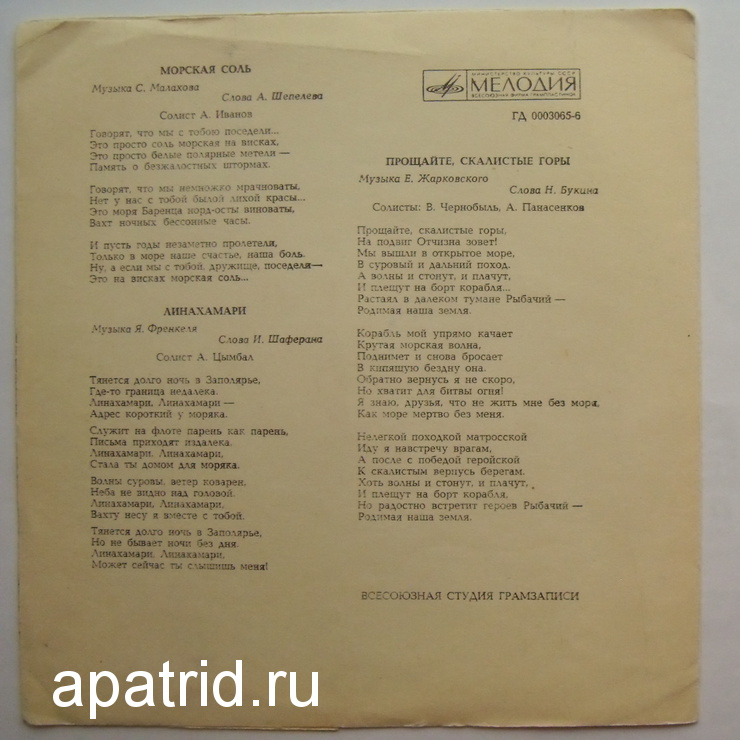 МОРСКАЯ СОЛЬ
Музыка С. Малахова
Слова А. Шепелева
Солист А. Иванов
Говорят, что мы с тобою поседели...
Это просто соль морская на висках,
Это просто белые полярные метели —
Память о безжалостных штормах.
Говорят, что мы немножко мрачноваты,
Нет у нас с тобой былой лихой красы...
Это моря Баренца норд-осты виноваты,
Вахт ночных бессонные часы.
И пусть годы незаметно пролетели,
Только в море наше счастье, наша боль.
Ну, а если мы с тобой, дружище, поседели—
Это на висках морская соль...
ЛИНАХАМАРИ
Музыка Я. Френкеля
Слова И. Шаферана
Солист А. Цымбал
Тянется долго ночь в Заполярье,
Где-то граница недалека.
Линахамари, Линахамари —
Адрес короткий у моряка.
Служит на флоте парень как парень,
Письма приходят издалека.
Линахамари, Линахамари,
Стала ты домом для моряка.
Волны суровы, ветер коварен,
Неба не видно над головой.
Линахамари, Линахамари,
Вахту несу я вместе с тобой.
Тянется долго ночь в Заполярье,
Но не бывает ночи без дня.
Линахамари, Линахамари,
Может сейчас ты слышишь меня!
МИНИСТЕРСТВО КУЛЬТУРЫ СССР
МЕЛОДИЯ
ВСЕСОЮЗНАЯ ФИРМА ГРАМПЛАСТИНОК
ГД 0003065-6
ПРОЩАЙТЕ, СКАЛИСТЫЕ ГОРЫ
Музыка Е. Жарковского
Слова Н. Букина
Солисты: В. Чернобыль, А. Панасенков
Прощайте, скалистые горы,
На подвиг Отчизна зовет!
Мы вышли в открытое море,
В суровый и дальний поход.
А волны и стонут, и плачут,
И плещут на борт корабля...
Растаял в далеком тумане Рыбачий —
Родимая наша земля.
Корабль мой упрямо качает
Крутая морская волна,
Поднимет и снова бросает
В кипящую бездну она.
Обратно вернусь я не скоро,
Но хватит для битвы огня!
Я знаю, друзья, что не жить мне без моря,
Как море мертво без меня.
Нелегкой походкой матросской
Иду я навстречу врагам,
А после с победой геройской
К скалистым вернусь берегам.
Хоть волны и стонут, и плачут,
И плещут на борт корабля,
Но радостно встретит героев Рыбачий —
Родимая наша земля.
ВСЕСОЮЗНАЯ СТУДИЯ ГРАМЗАПИСИ
apatrid.ru